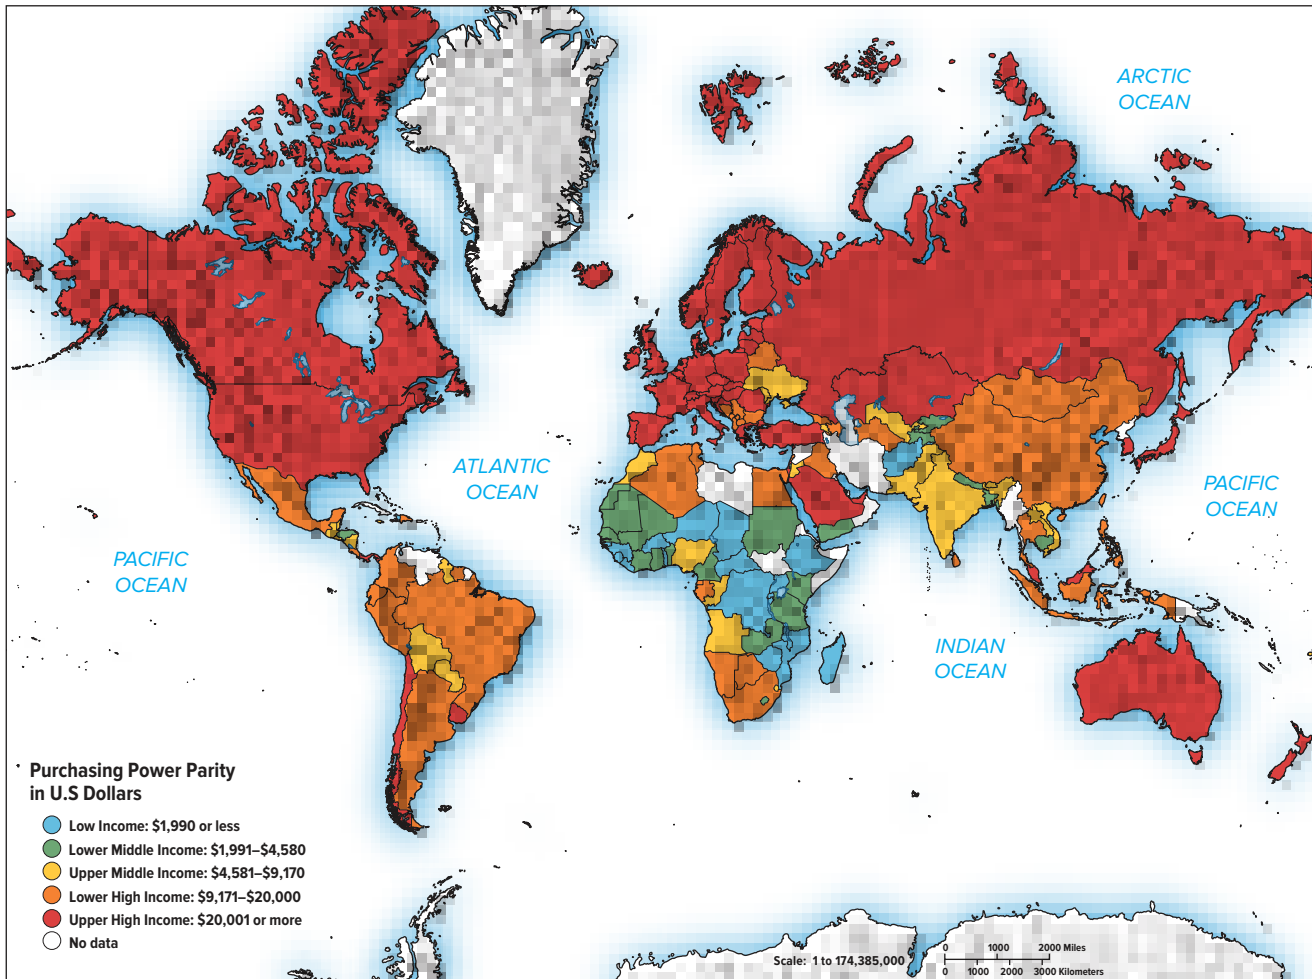 ARCTIC
OCEAN
ATLANTIC
OCEAN
PACIFIC
OCEAN
PACIFIC
OCEAN
INDIAN
OCEAN
Purchasing Power Parity
in U.S Dollars
Low Income: $1,990 or less
Lower Middle Income: $1,991–$4,580
Upper Middle Income: $4,581–$9,170
Lower High Income: $9,171–$20,000
Upper High Income: $20,001 or more
No data
Scale: 1 to 174,385,000
0 1000 2000 Miles
0 1000 2000 3000 Kilometers